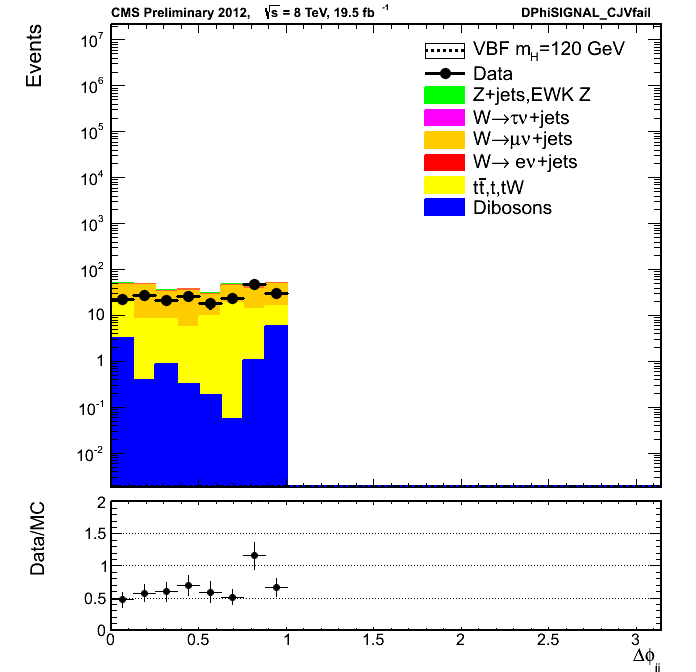 CMS Preliminary 2012, √s = 8 TeV, 19.5 fb⁻¹ DPhiSIGNAL_CJVfail
Events
10⁷
10⁶
10⁵
10⁴
10³
10²
10
1
10⁻¹
10⁻²
VBF m_H=120 GeV
Data
Z+jets,EWK Z
W→τν+jets
W→μν+jets
W→ eν+jets
tt̄,t,tW
Dibosons
Data/MC
2
1.5
1
0.5
0
0 0.5 1 1.5 2 2.5 3
Δϕ_jj